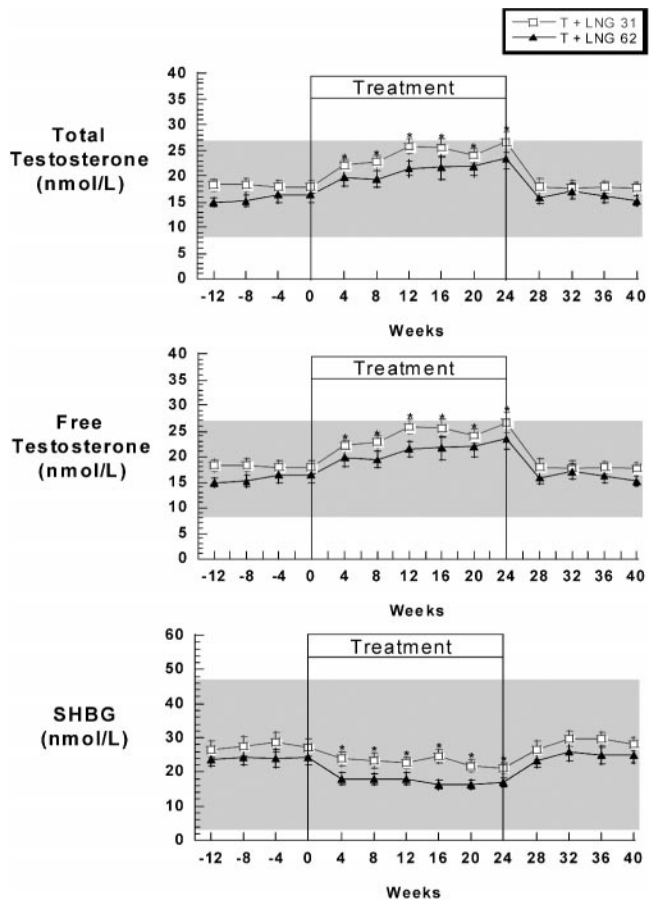 T + LNG 31
T + LNG 62
Treatment
Total
Testosterone
(nmol/L)
40
35
30
25
20
15
10
5
0
* * * * * *
-12 -8 -4 0 4 8 12 16 20 24 28 32 36 40
Weeks
Treatment
Free
Testosterone
(nmol/L)
40
35
30
25
20
15
10
5
0
* * * * * *
-12 -8 -4 0 4 8 12 16 20 24 28 32 36 40
Weeks
Treatment
SHBG
(nmol/L)
60
50
40
30
20
10
0
* * * * * *
-12 -8 -4 0 4 8 12 16 20 24 28 32 36 40
Weeks